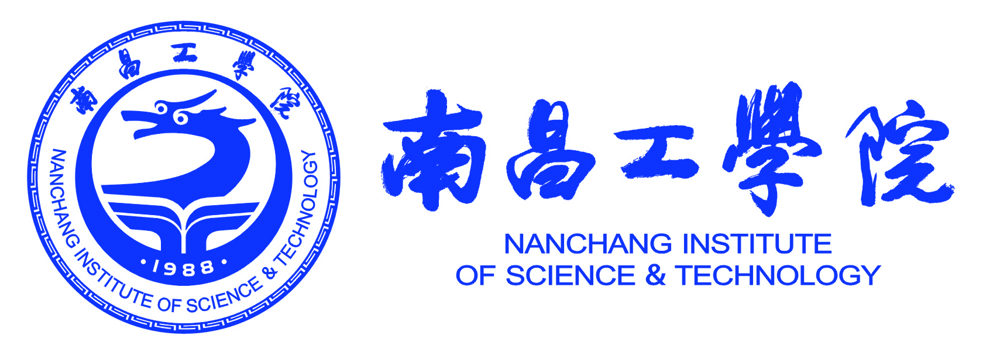 南昌工學院
NANCHANG INSTITUTE OF SCIENCE & TECHNOLOGY
·1988·
南昌工學院
NANCHANG INSTITUTE
OF SCIENCE & TECHNOLOGY